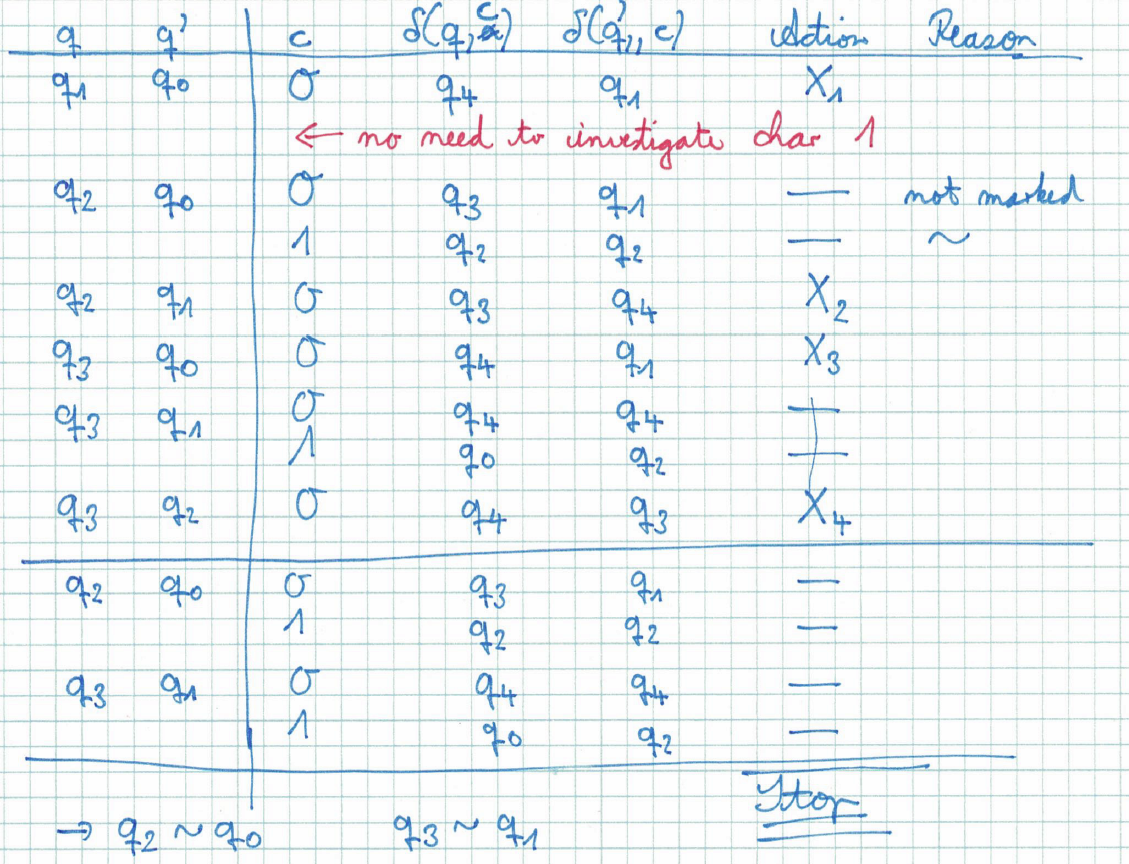 q q' c δ(q, c) δ(q', c) Action Reason
q1 q0 0 q4 q1 X1
← no need to investigate char 1
q2 q0 0 q3 q1 — not marked
1 q2 q2 — ~
q2 q1 0 q3 q4 X2
q3 q0 0 q4 q1 X3
q3 q1 0 q4 q4 —
1 q0 q2 —
q3 q2 0 q4 q3 X4
q2 q0 0 q3 q1 —
1 q2 q2 —
q3 q1 0 q4 q4 —
1 q0 q2 —
Stop
→ q2 ~ q0 q3 ~ q1